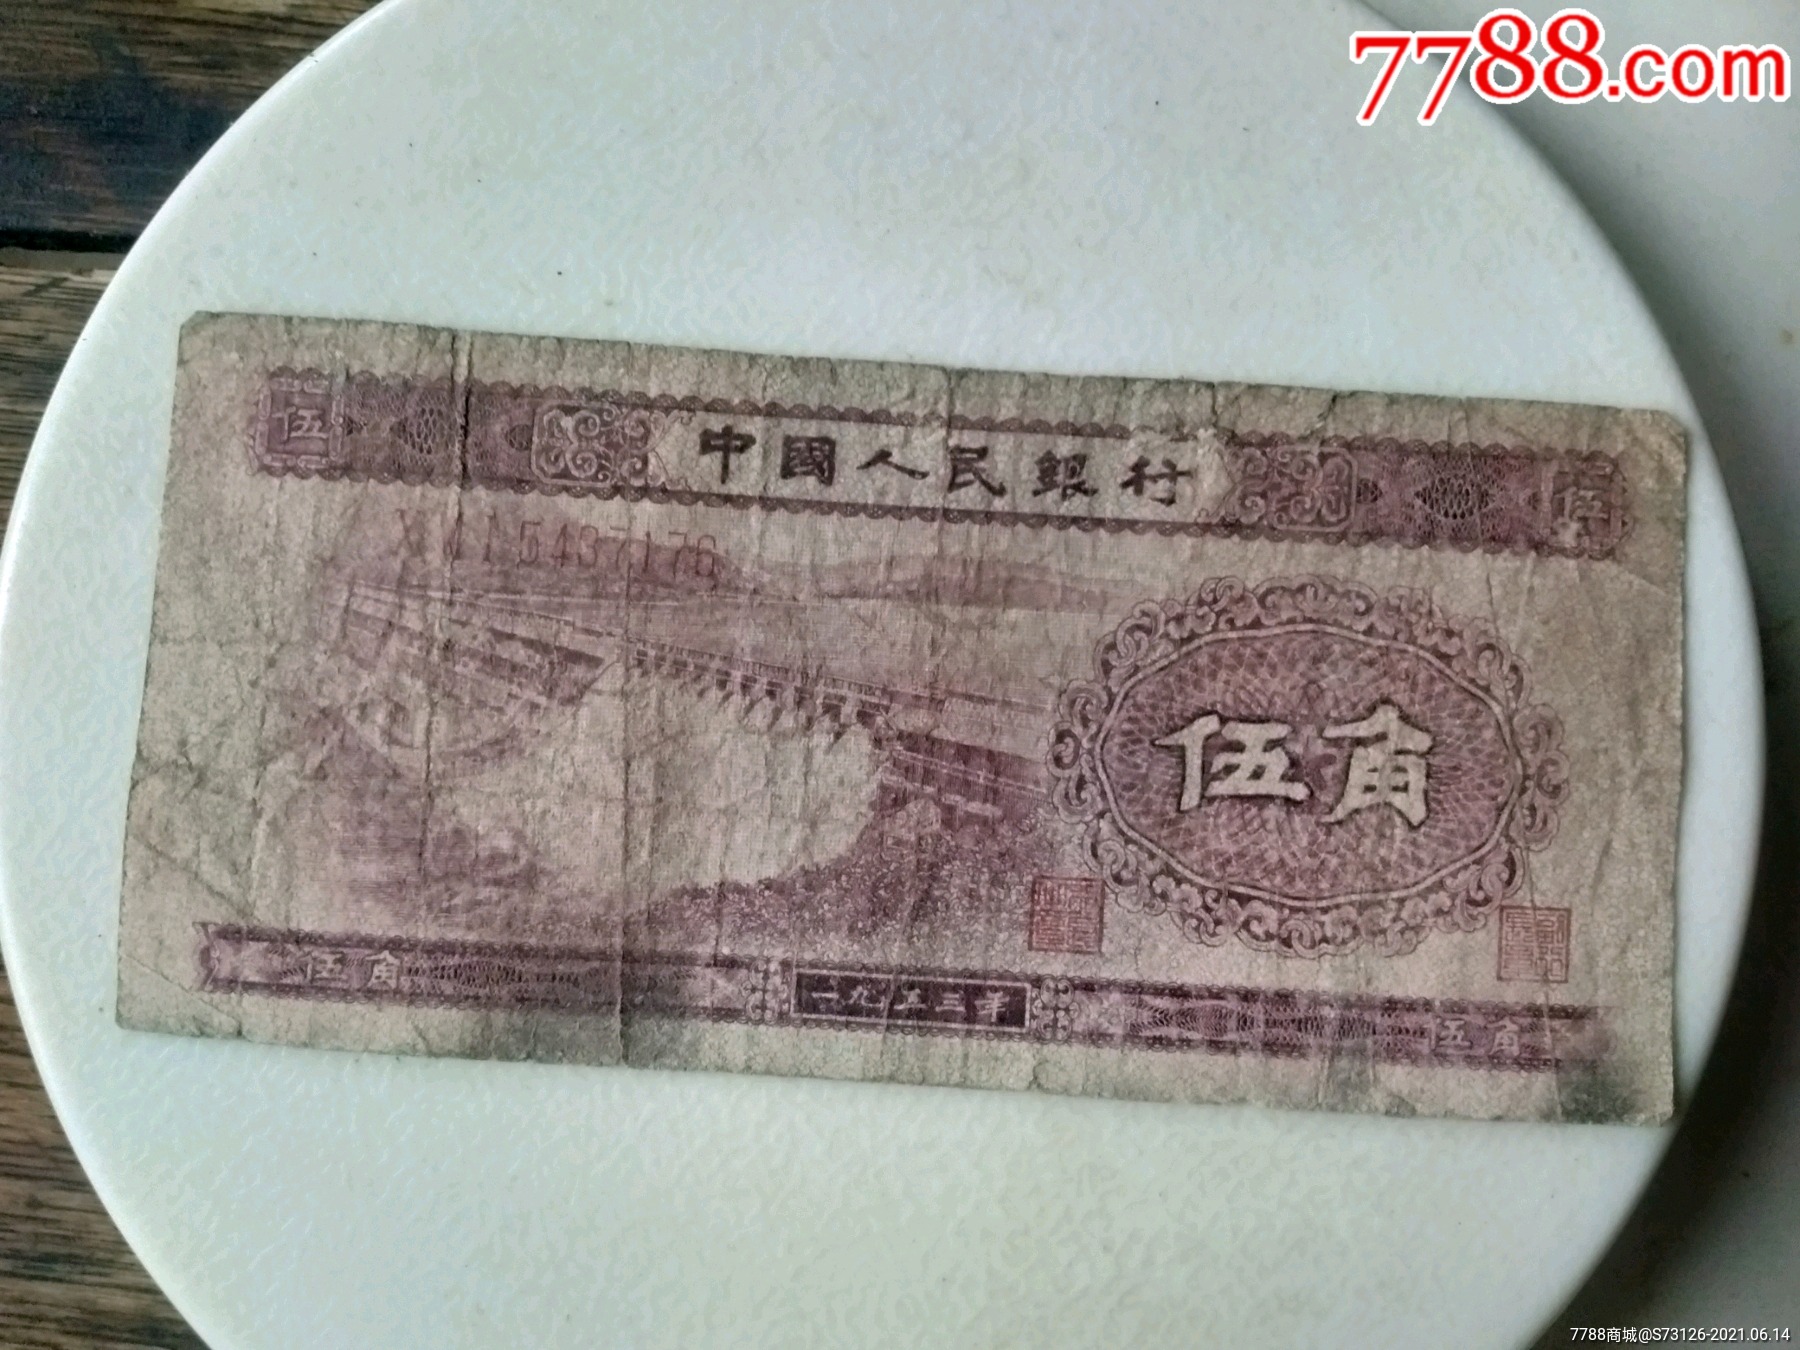 7788.com
伍
中國人民銀行
伍
5437176
伍角
伍角
一九五三年
伍角
7788商城@S73126-2021.06.14